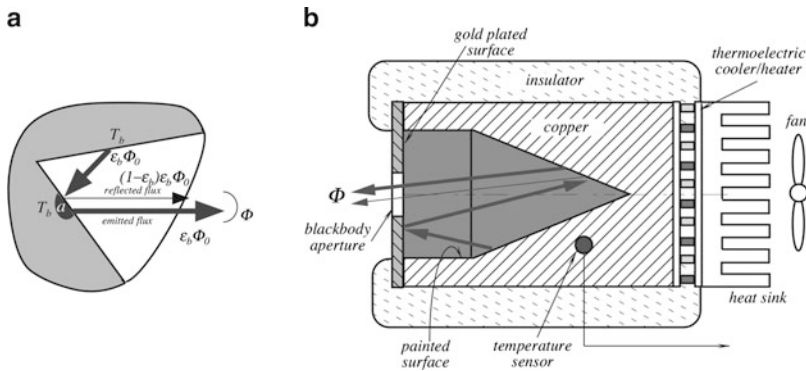 a
T_b
ε_bΦ_0
(1-ε_b)ε_bΦ_0
reflected flux
T_b
a
emitted flux
Φ
ε_bΦ_0
b
gold plated
surface
insulator
thermoelectric
cooler/heater
fan
copper
Φ
blackbody
aperture
painted
surface
temperature
sensor
heat sink